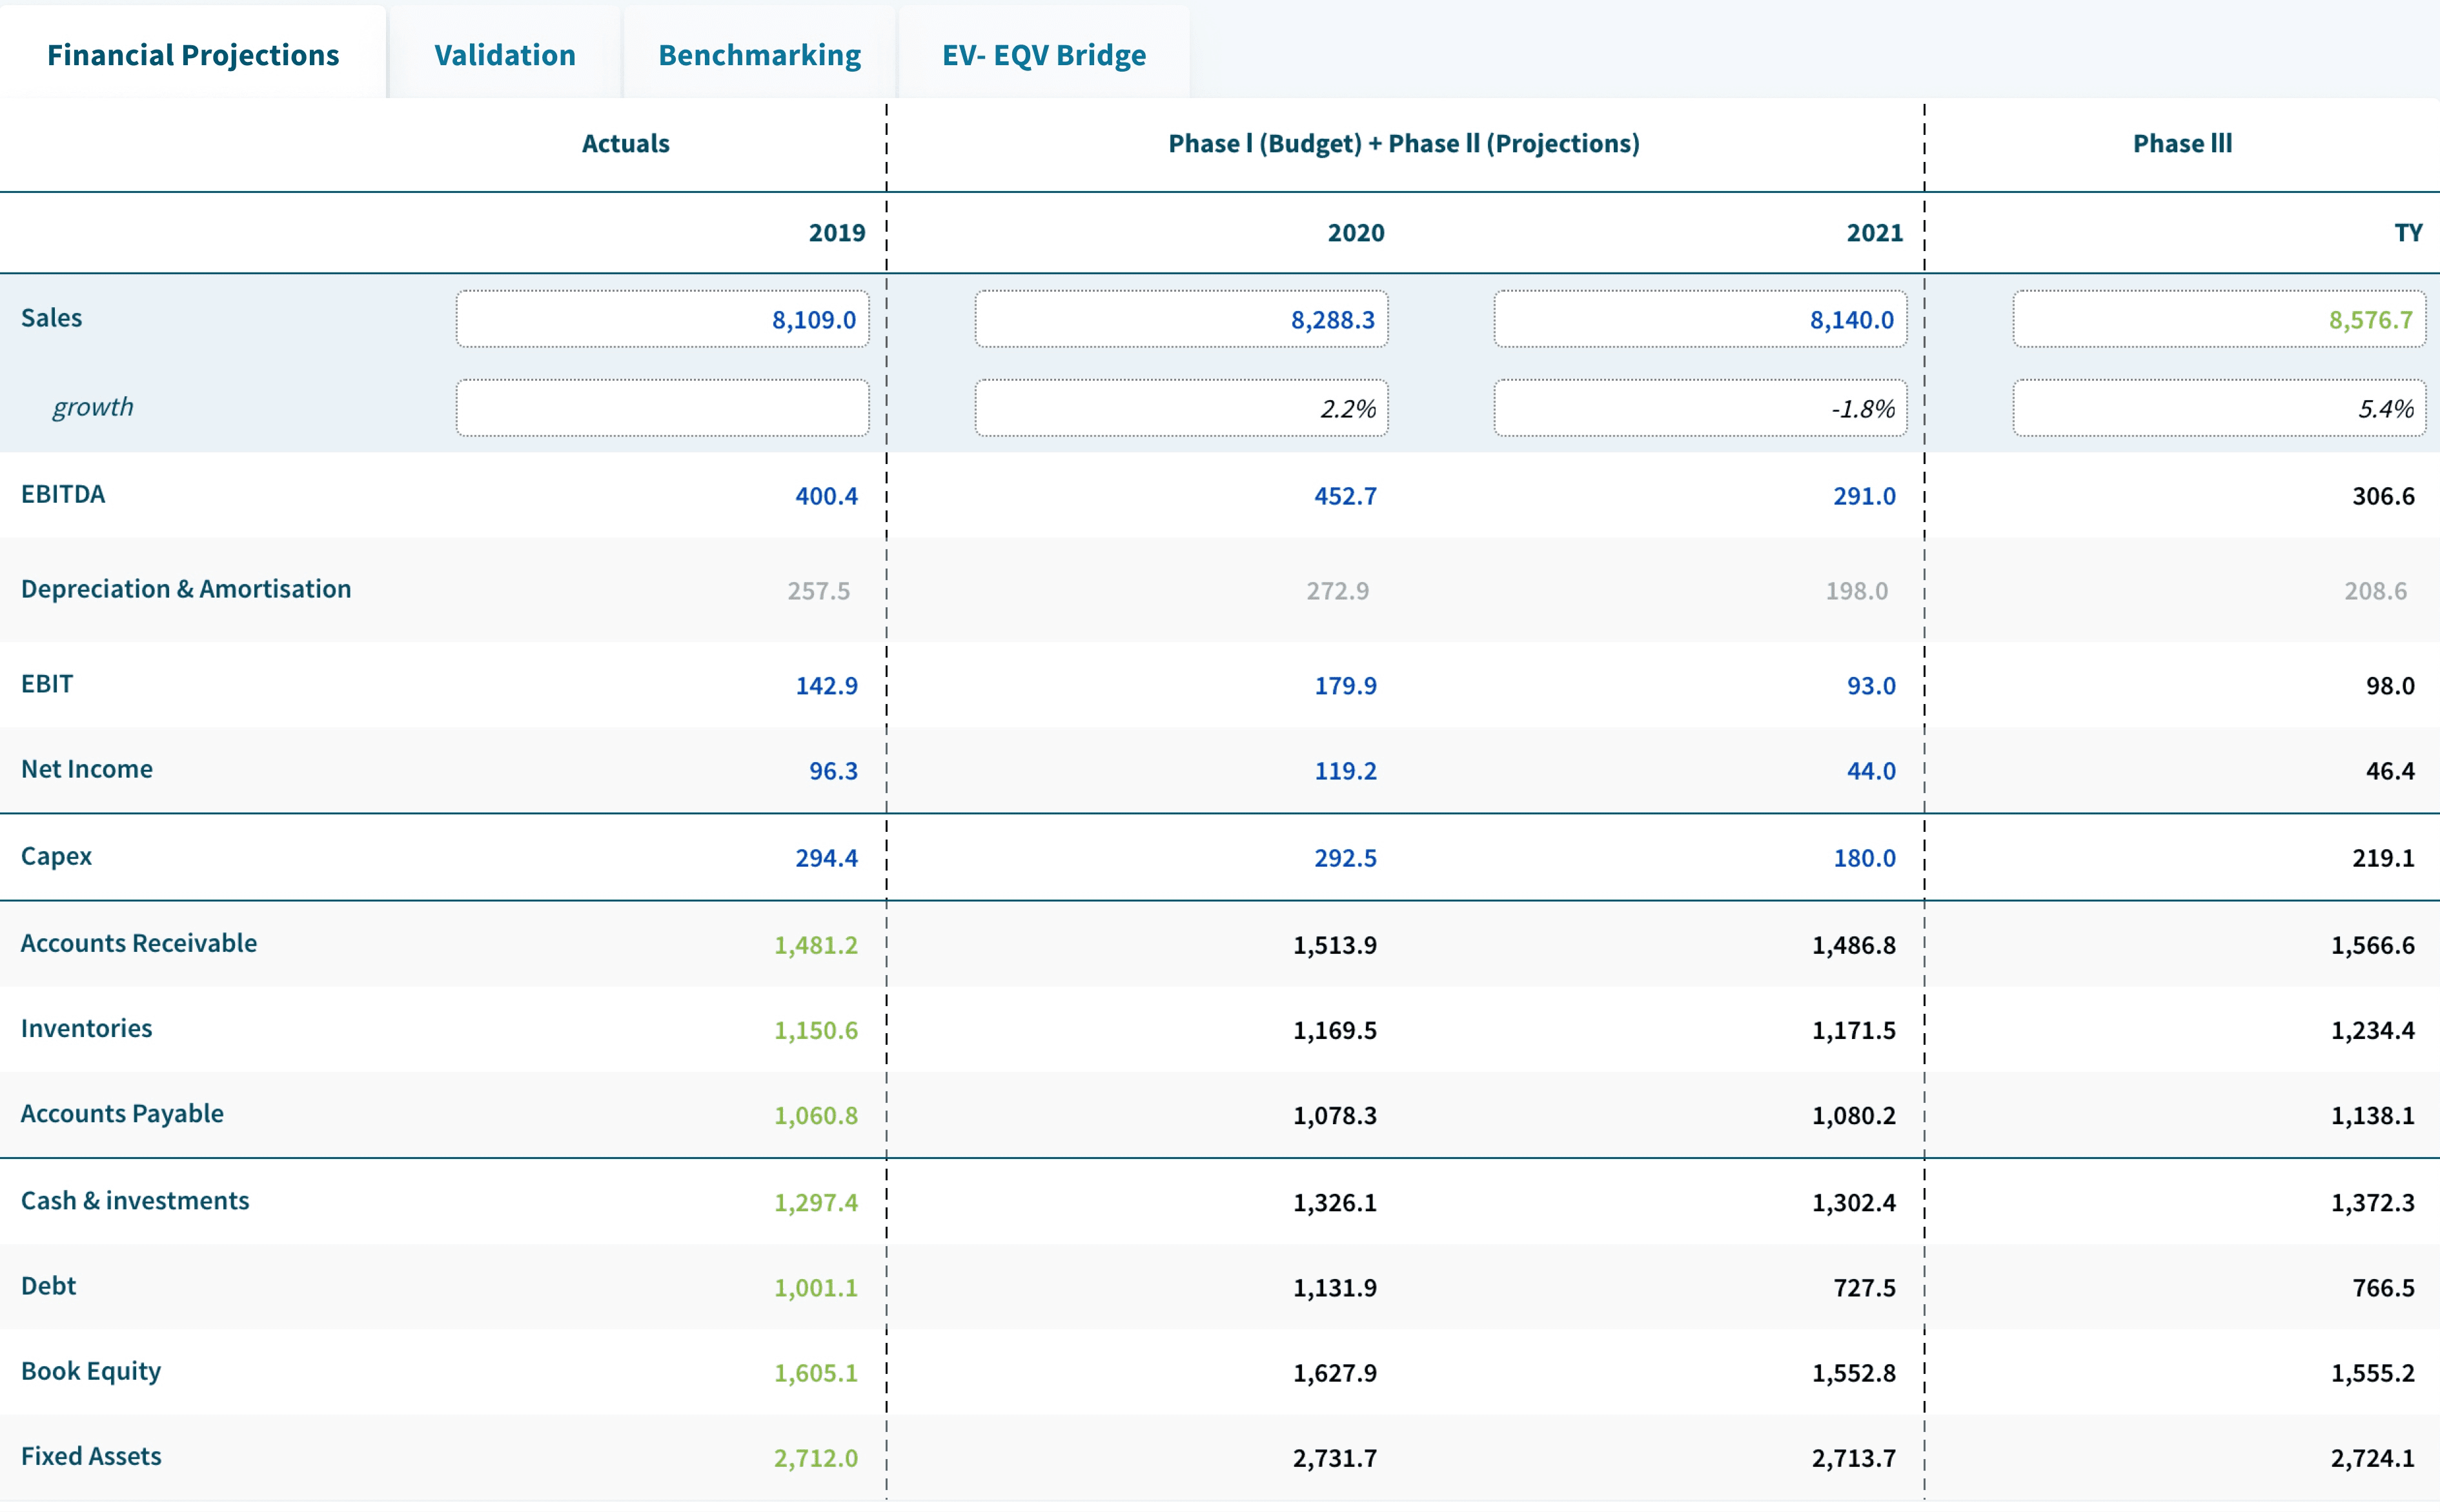 Financial Projections Validation Benchmarking EV- EQV Bridge
Actuals Phase I (Budget) + Phase II (Projections) Phase III
2019 2020 2021 TY
Sales 8,109.0 8,288.3 8,140.0 8,576.7
growth 2.2% -1.8% 5.4%
EBITDA 400.4 452.7 291.0 306.6
Depreciation & Amortisation 257.5 272.9 198.0 208.6
EBIT 142.9 179.9 93.0 98.0
Net Income 96.3 119.2 44.0 46.4
Capex 294.4 292.5 180.0 219.1
Accounts Receivable 1,481.2 1,513.9 1,486.8 1,566.6
Inventories 1,150.6 1,169.5 1,171.5 1,234.4
Accounts Payable 1,060.8 1,078.3 1,080.2 1,138.1
Cash & investments 1,297.4 1,326.1 1,302.4 1,372.3
Debt 1,001.1 1,131.9 727.5 766.5
Book Equity 1,605.1 1,627.9 1,552.8 1,555.2
Fixed Assets 2,712.0 2,731.7 2,713.7 2,724.1